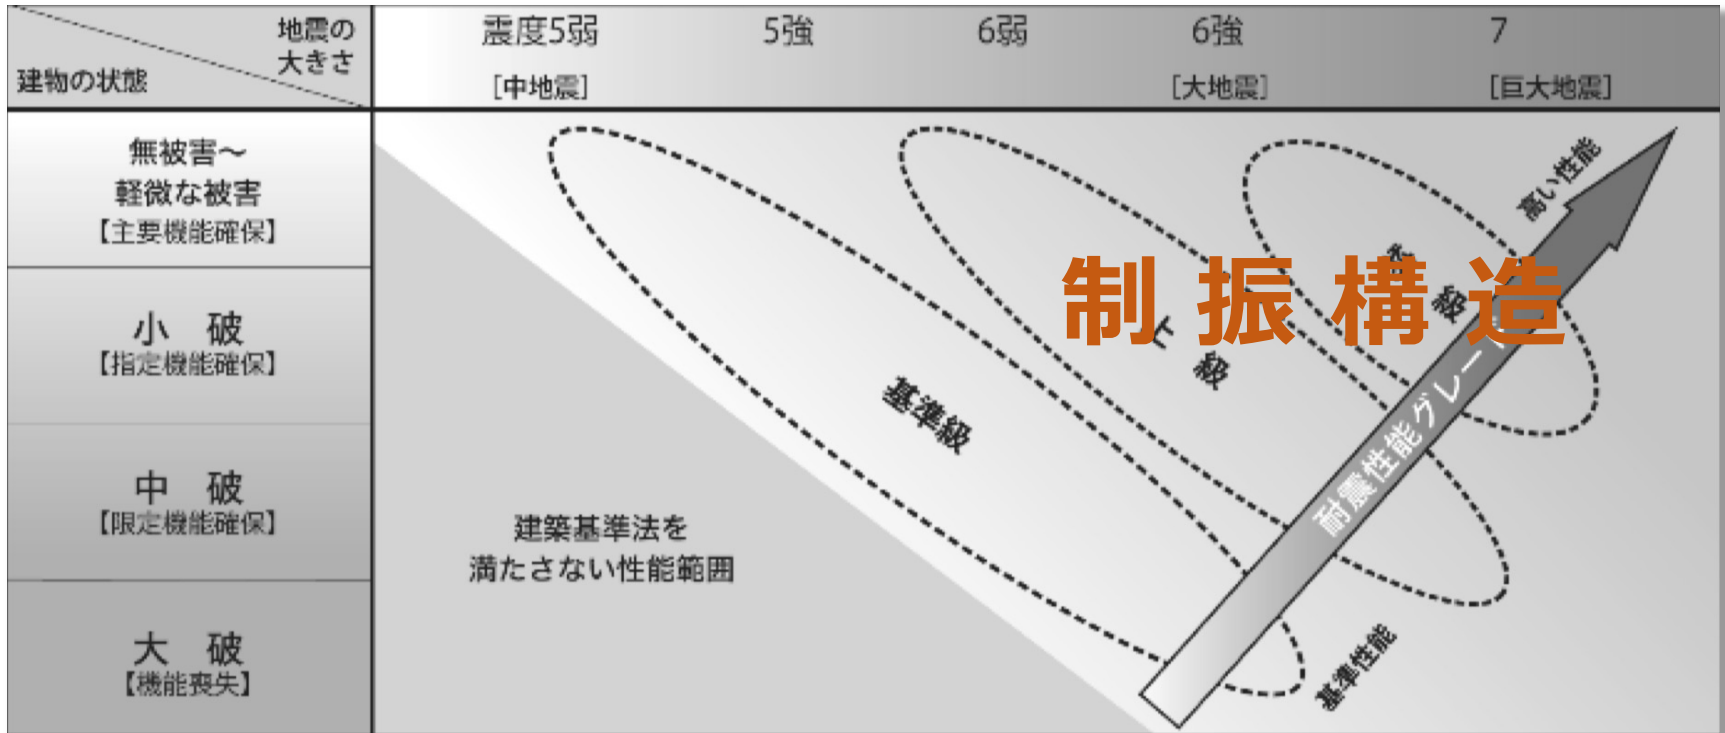 地震の
大きさ
建物の状態
震度5弱 5強 6弱 6強 7
[中地震] [大地震] [巨大地震]
無被害～
軽微な被害
【主要機能確保】
小 破
【指定機能確保】
中 破
【限定機能確保】
大 破
【機能喪失】
高い性能
制振構造
級
級
基準級
耐震性能グレー
建築基準法を
満たさない性能範囲
基準性能